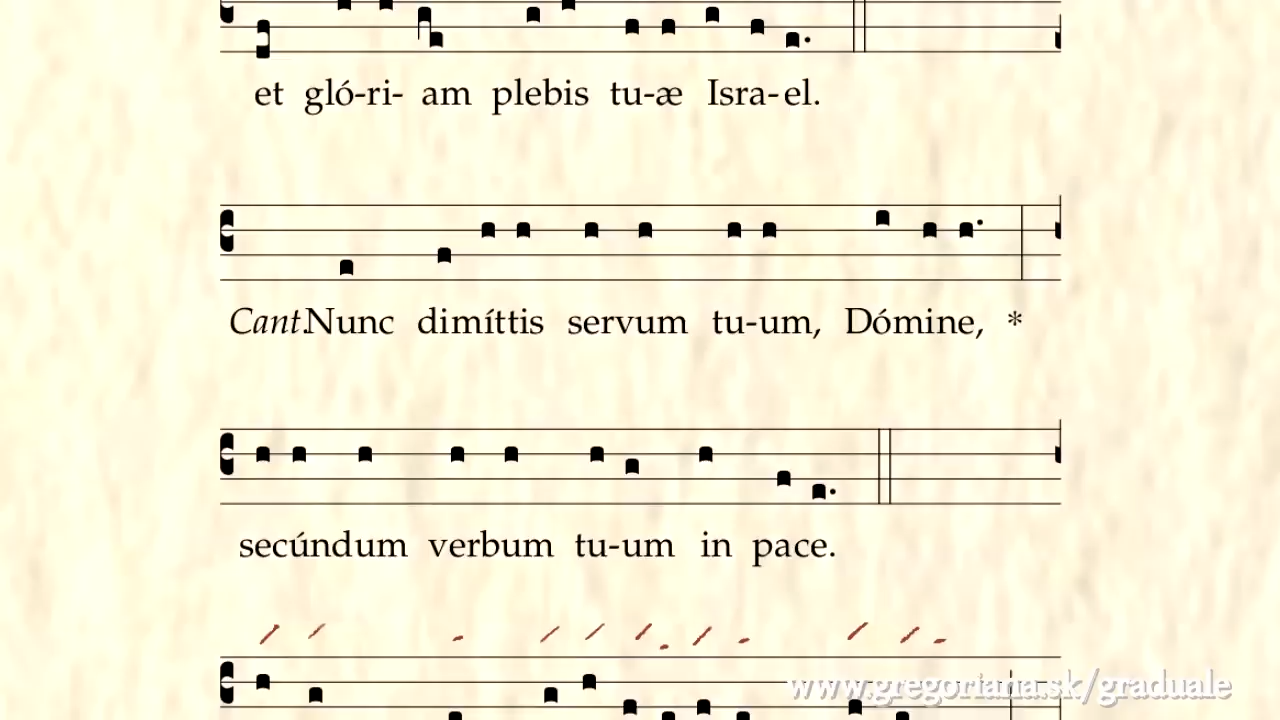 et gló-ri- am plebis tu-æ Isra-el.
Cant. Nunc dimíttis servum tu-um, Dómine, *
secúndum verbum tu-um in pace.
www.gregoriana.sk/graduale